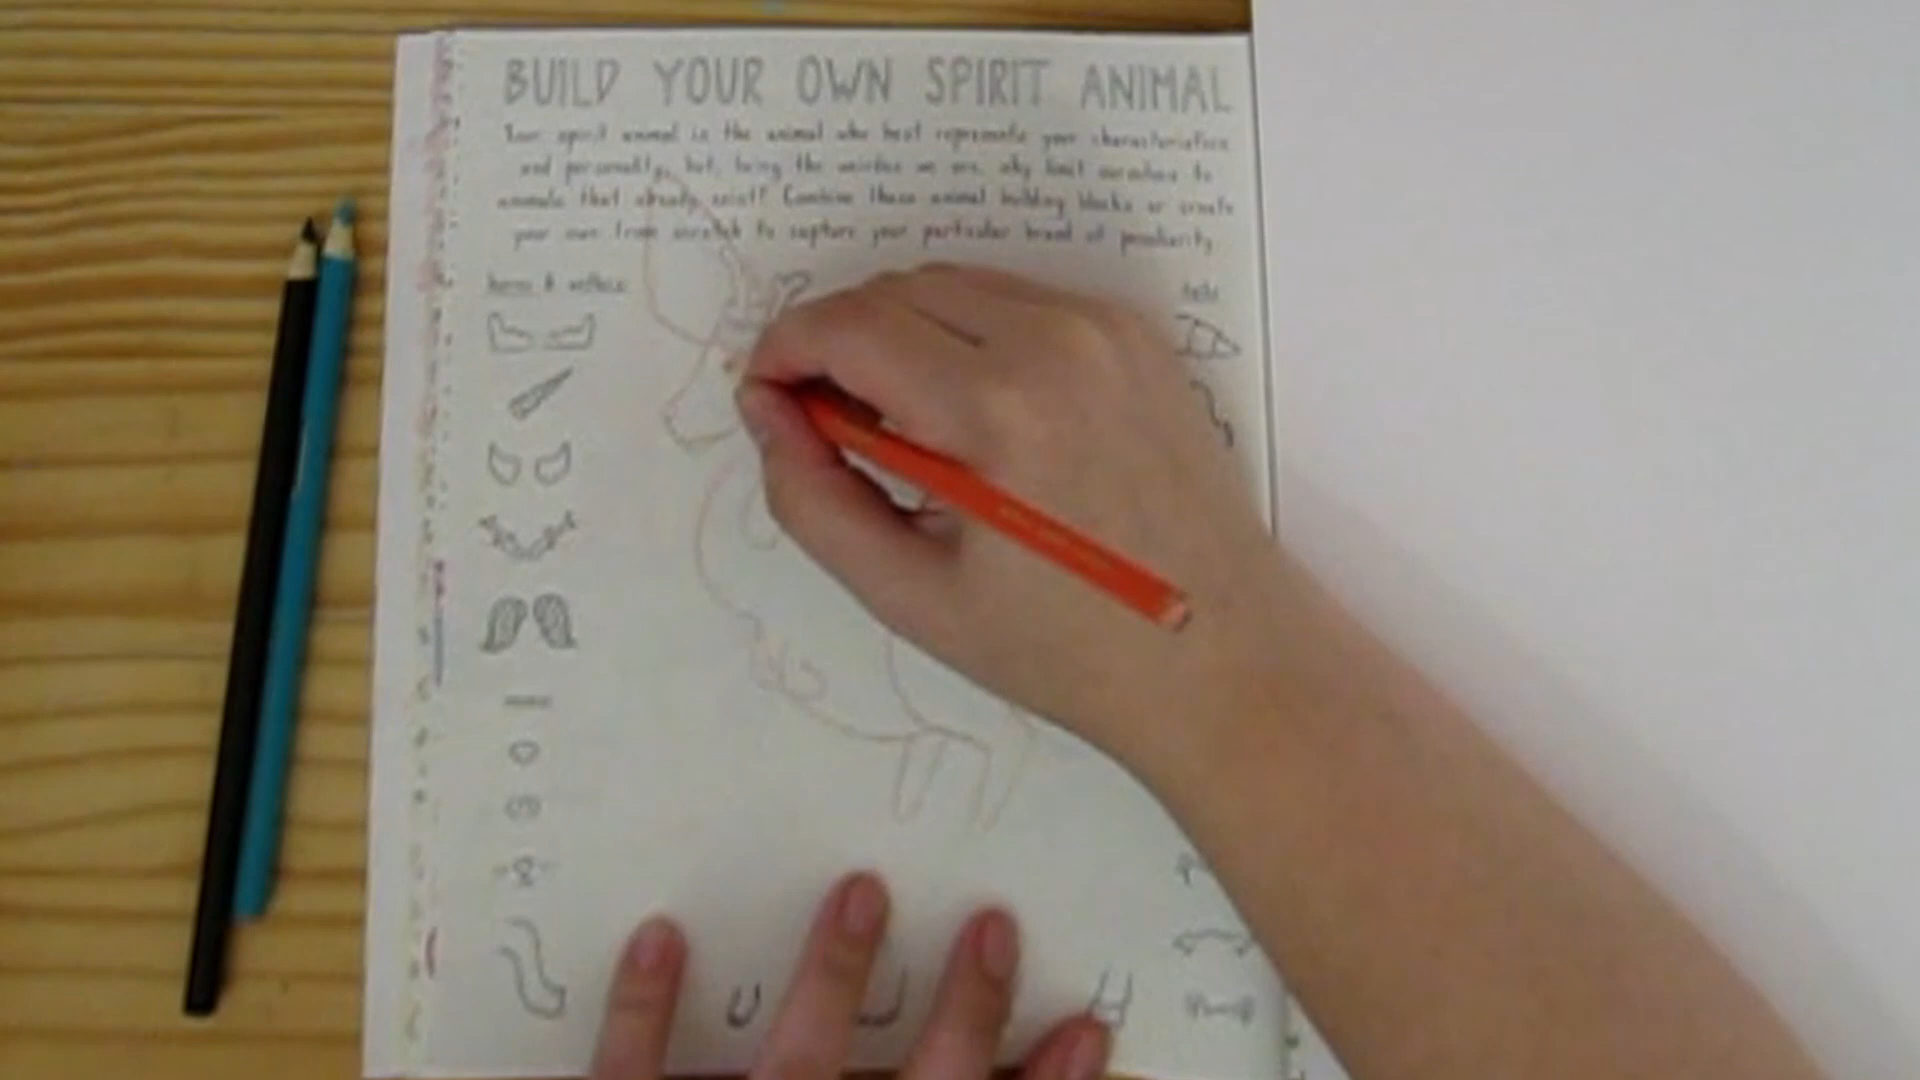 BUILD YOUR OWN SPIRIT ANIMAL
Your spirit animal is the animal who best represents your characteristics
and personality, but, being the weirdos we are, why limit ourselves to
animals that already exist? Combine these animal building blocks or create
your own from scratch to capture your particular brand of peculiarity.
horns &
tails